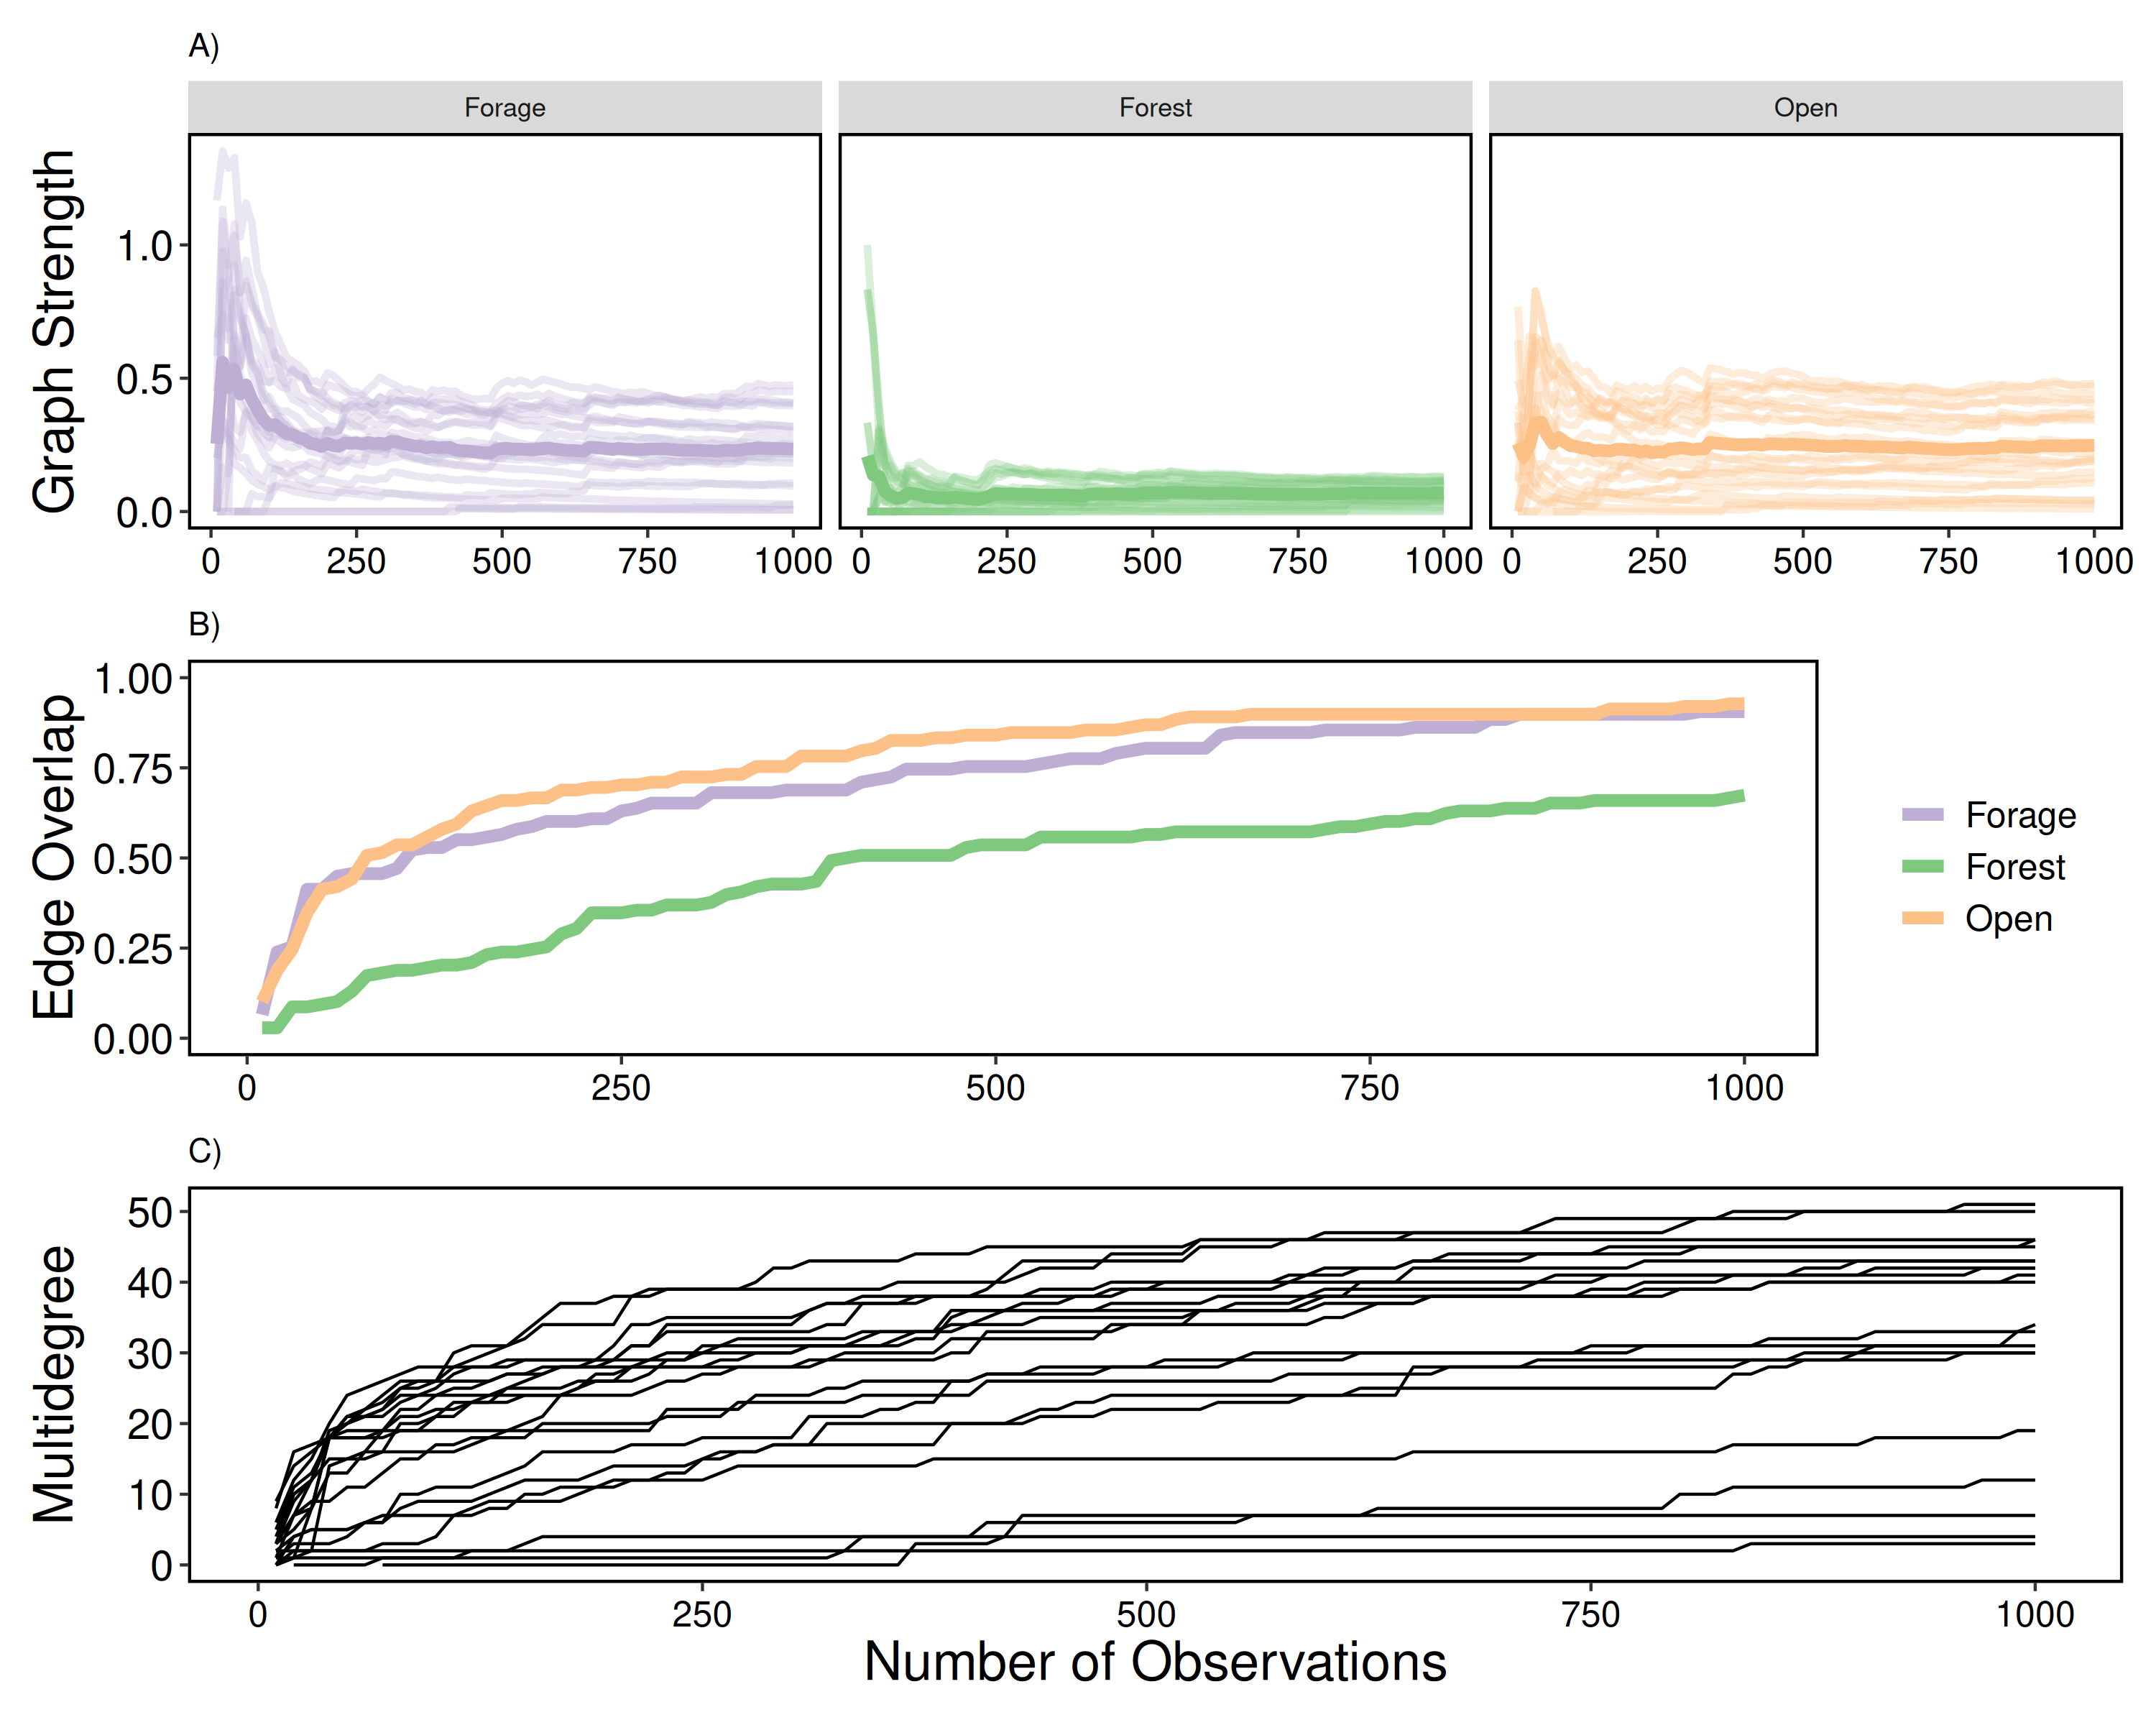 A)
Forage Forest Open
Graph Strength
1.0
0.5
0.0
0 250 500 750 1000 0 250 500 750 1000 0 250 500 750 1000
B)
Edge Overlap
1.00
0.75
0.50
0.25
0.00
0 250 500 750 1000
Forage
Forest
Open
C)
Multidegree
50
40
30
20
10
0
0 250 500 750 1000
Number of Observations